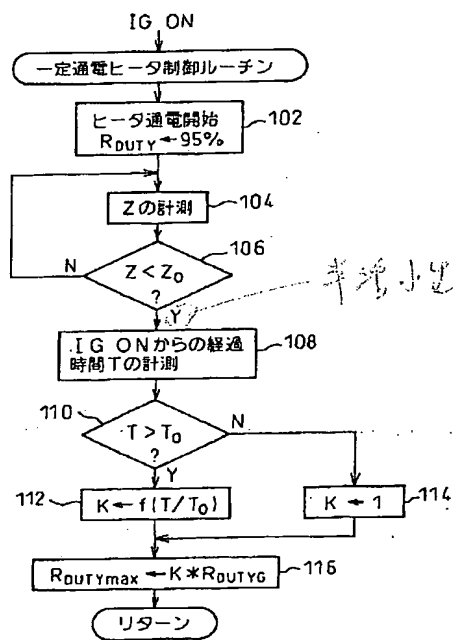 IG ON
一定通電ヒータ制御ルーチン
ヒータ通電開始
RDUTY ← 95%
102
Zの計測
104
106
Z < Z0
?
N
Y
IG ONからの経過
時間Tの計測
108
110
T > T0
?
N
Y
112
K ← f(T/T0)
K ← 1
114
RDUTYmax ← K * RDUTYG
116
リターン